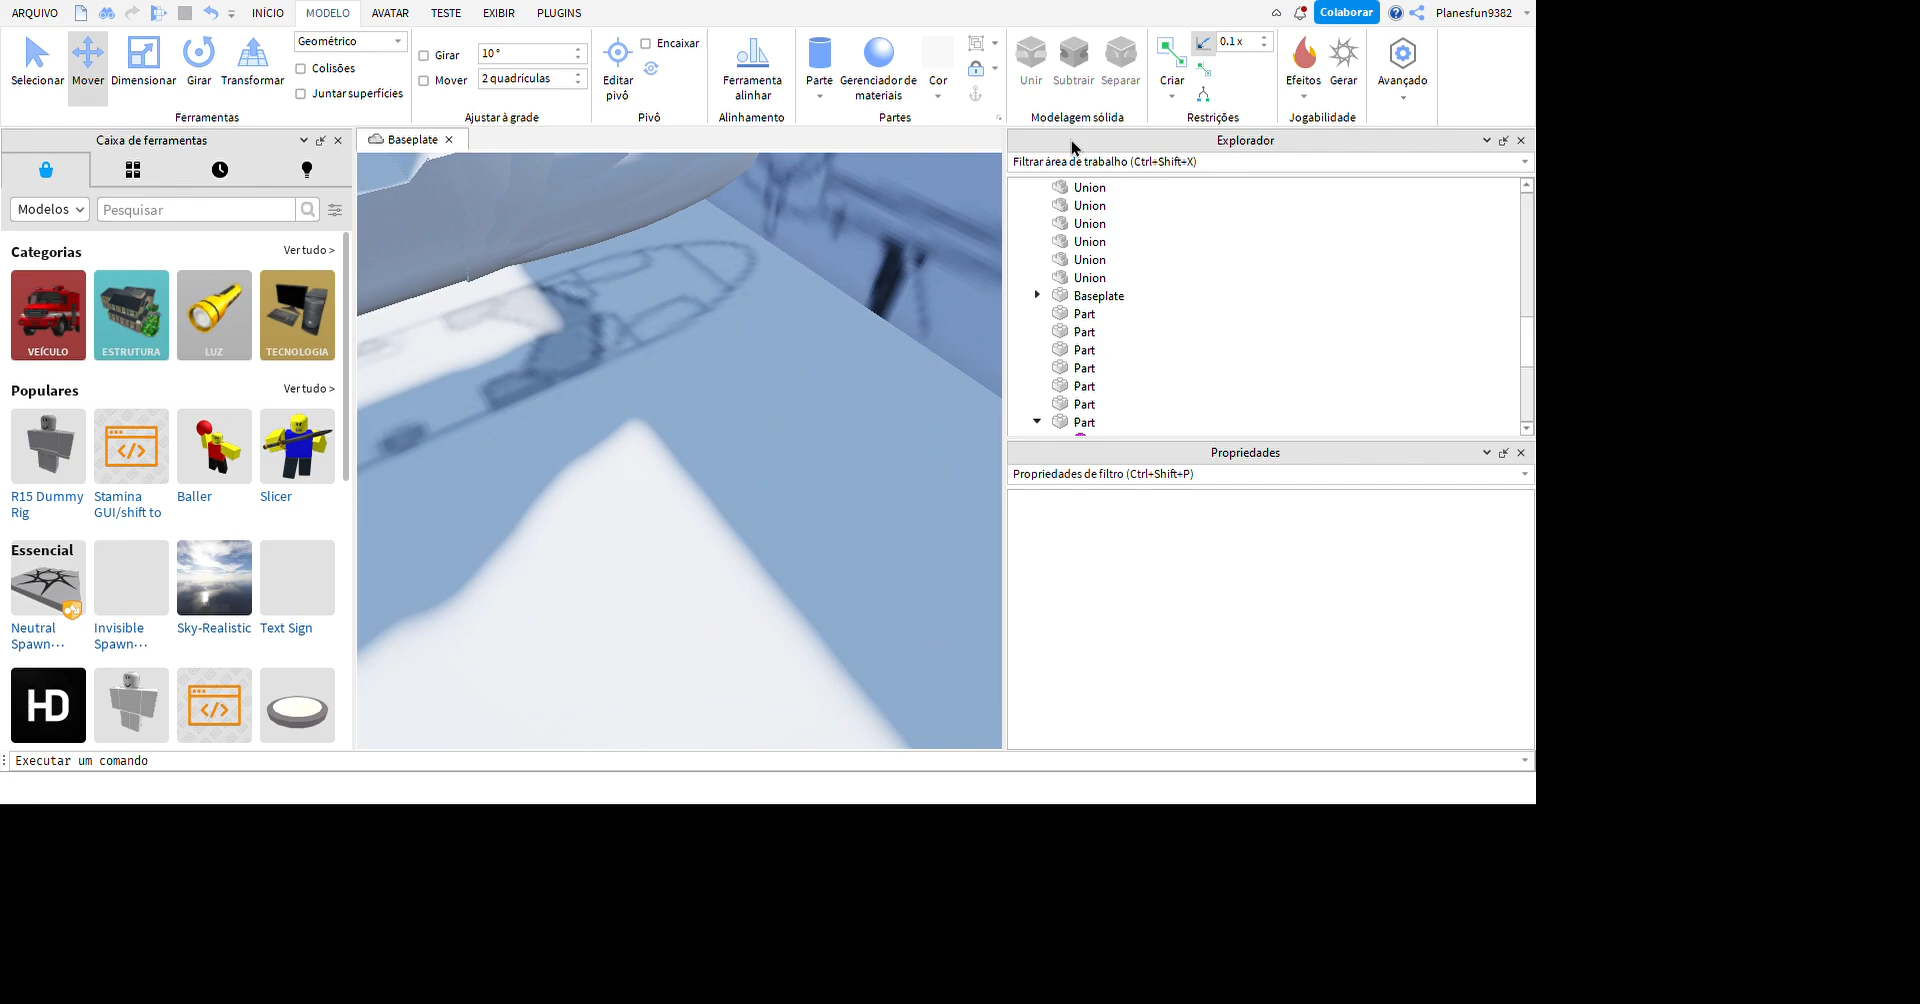 ARQUIVO
INÍCIO
MODELO
AVATAR
TESTE
EXIBIR
PLUGINS
Colaborar
Planesfun9382
Selecionar
Mover
Dimensionar
Girar
Transformar
Geométrico
Colisões
Juntar superfícies
Ferramentas
Girar
10 °
Mover
2 quadrículas
Ajustar à grade
Editar
pivô
Encaixar
Pivô
Ferramenta
alinhar
Alinhamento
Parte
Gerenciador de
materiais
Cor
Partes
Unir
Subtrair
Separar
Modelagem sólida
Criar
0.1 x
Restrições
Efeitos
Gerar
Jogabilidade
Avançado
Caixa de ferramentas
Modelos
Pesquisar
Categorias
Ver tudo >
VEÍCULO
ESTRUTURA
LUZ
TECNOLOGIA
Populares
Ver tudo >
R15 Dummy
Rig
Stamina
GUI/shift to
Baller
Slicer
Essencial
Neutral
Spawn...
Invisible
Spawn...
Sky-Realistic
Text Sign
HD
Baseplate
Explorador
Filtrar área de trabalho (Ctrl+Shift+X)
Union
Union
Union
Union
Union
Union
Baseplate
Part
Part
Part
Part
Part
Part
Part
Propriedades
Propriedades de filtro (Ctrl+Shift+P)
Executar um comando